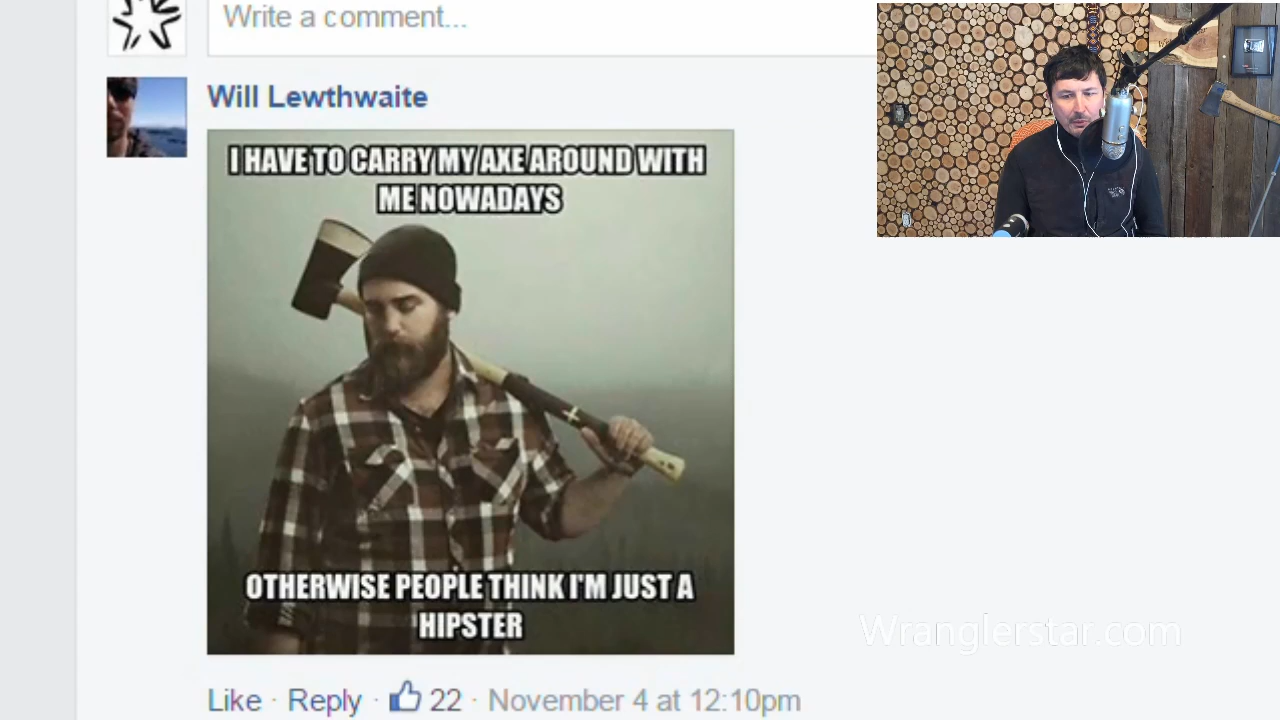 Write a comment...
Will Lewthwaite
I HAVE TO CARRY MY AXE AROUND WITH
ME NOWADAYS
OTHERWISE PEOPLE THINK I'M JUST A
HIPSTER
Wranglerstar.com
Like · Reply · 22 · November 4 at 12:10pm